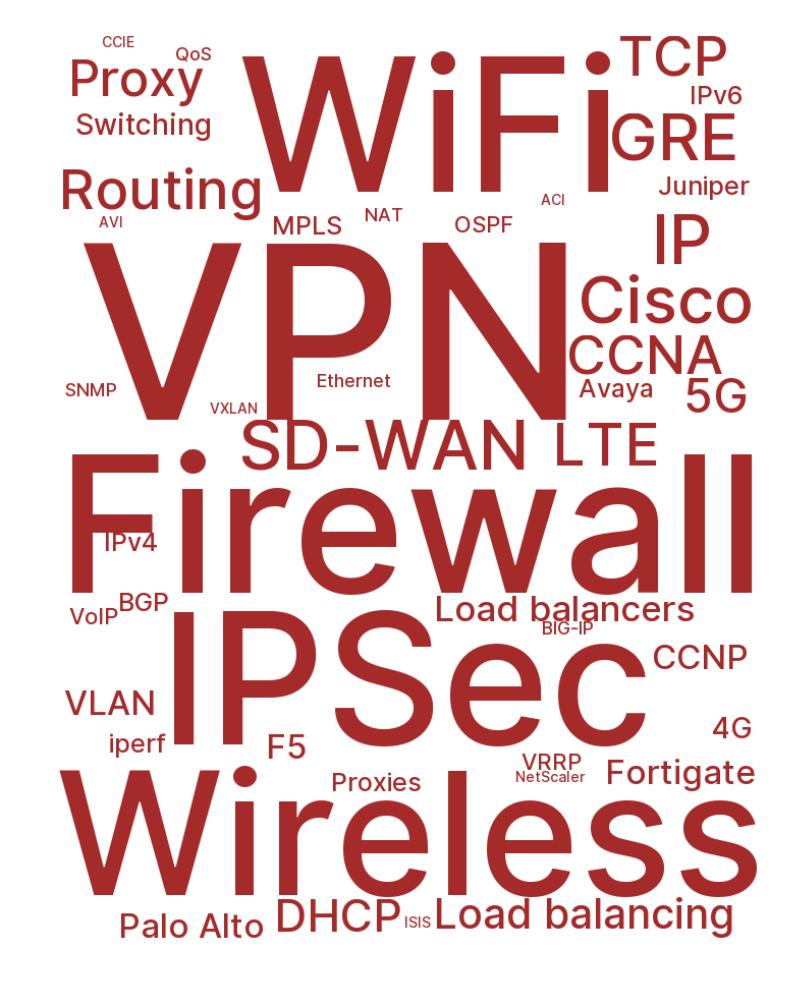 CCIE
QoS
WiFi
TCP
Proxy
IPv6
Switching
GRE
Routing
Juniper
ACI
AVI
MPLS
NAT
OSPF
IP
VPN
Cisco
CCNA
Ethernet
SNMP
Avaya
5G
VXLAN
SD-WAN
LTE
Firewall
IPv4
VoIP
BGP
Load balancers
BIG-IP
IPSec
CCNP
VLAN
iperf
F5
4G
VRRP
NetScaler
Fortigate
Proxies
Wireless
Palo Alto
DHCP
ISIS
Load balancing